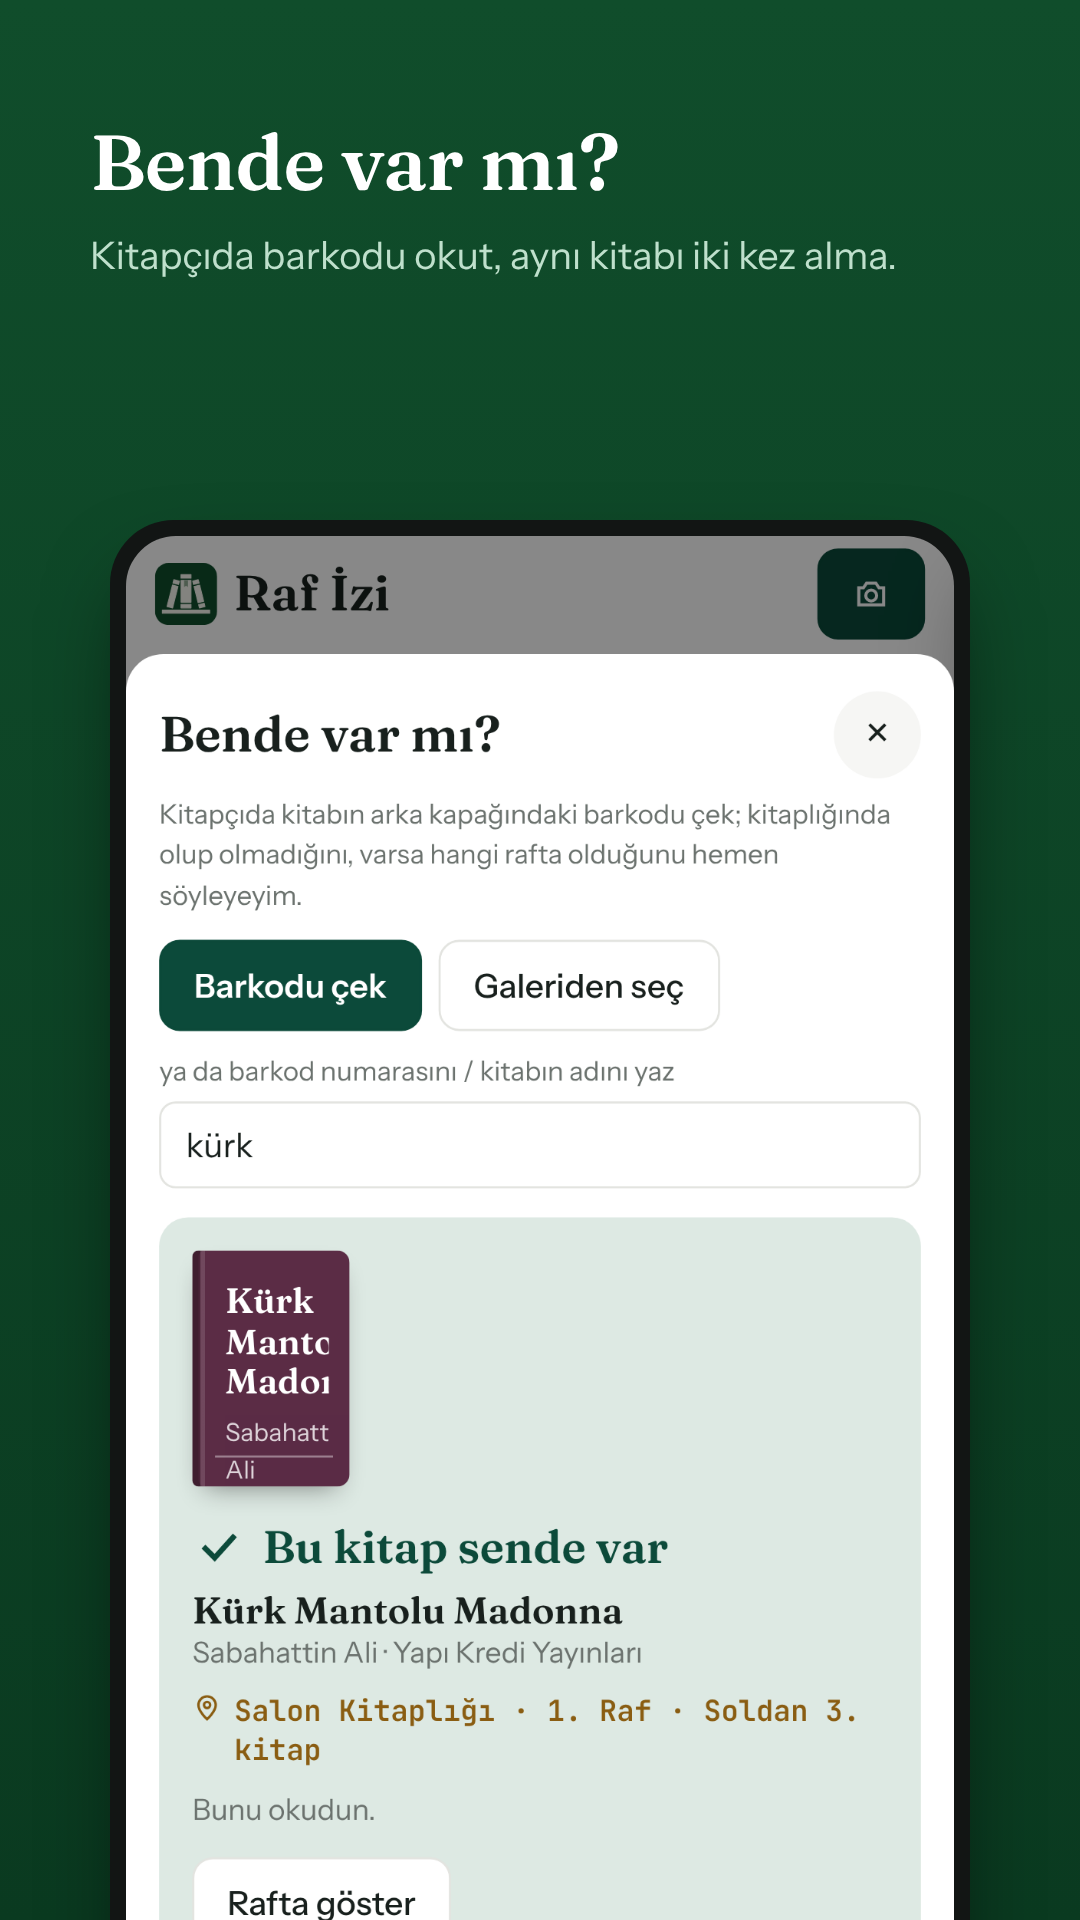 Bende var mı?
Kitapçıda barkodu okut, aynı kitabı iki kez alma.
Raf İzi
Bende var mı?
Kitapçıda kitabın arka kapağındaki barkodu çek; kitaplığında
olup olmadığını, varsa hangi rafta olduğunu hemen
söyleyeyim.
Barkodu çek
Galeriden seç
ya da barkod numarasını / kitabın adını yaz
kürk
Kürk
Manto
Mador
Sabahatt
Ali
Bu kitap sende var
Kürk Mantolu Madonna
Sabahattin Ali · Yapı Kredi Yayınları
Salon Kitaplığı · 1. Raf · Soldan 3.
kitap
Bunu okudun.
Rafta göster